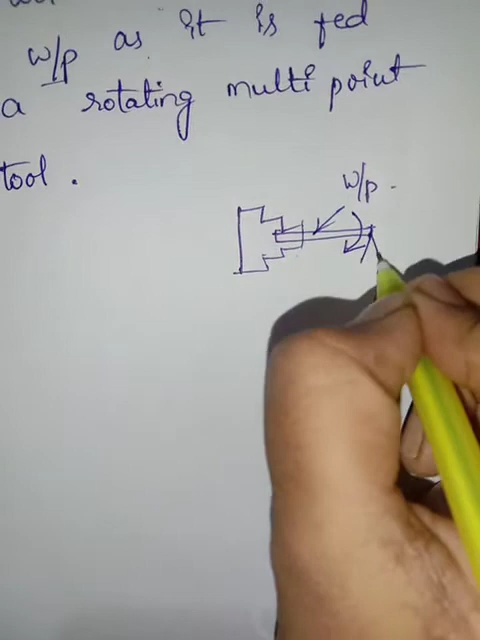 w/p as it is fed
a rotating multi point
tool .
w/p .